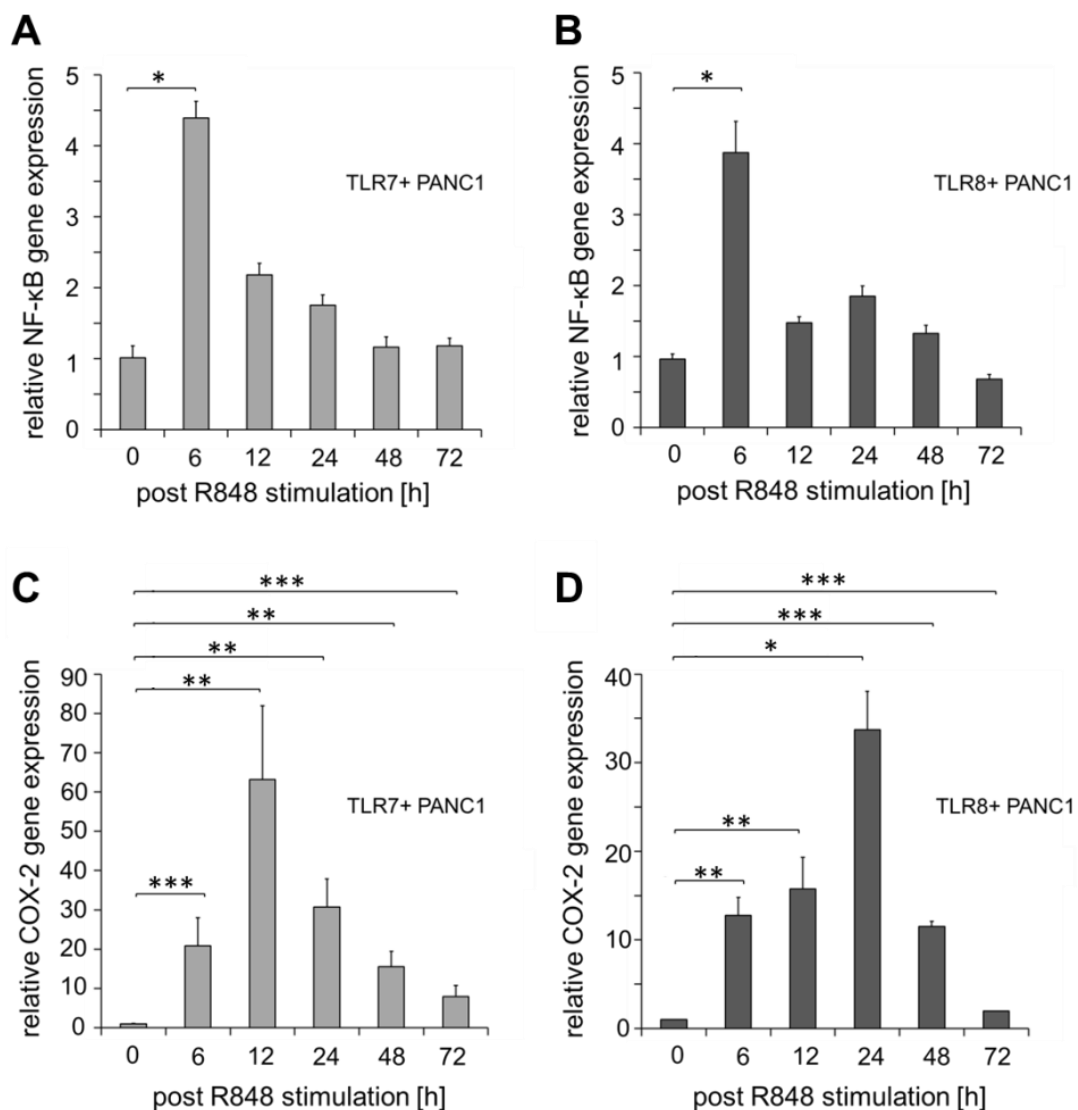 A
*
5
4
3
2
1
0
relative NF-κB gene expression
TLR7+ PANC1
0 6 12 24 48 72
post R848 stimulation [h]
B
*
5
4
3
2
1
0
relative NF-κB gene expression
TLR8+ PANC1
0 6 12 24 48 72
post R848 stimulation [h]
C
***
**
**
**
***
90
80
70
60
50
40
30
20
10
0
relative COX-2 gene expression
TLR7+ PANC1
0 6 12 24 48 72
post R848 stimulation [h]
D
***
***
*
**
**
40
30
20
10
0
relative COX-2 gene expression
TLR8+ PANC1
0 6 12 24 48 72
post R848 stimulation [h]